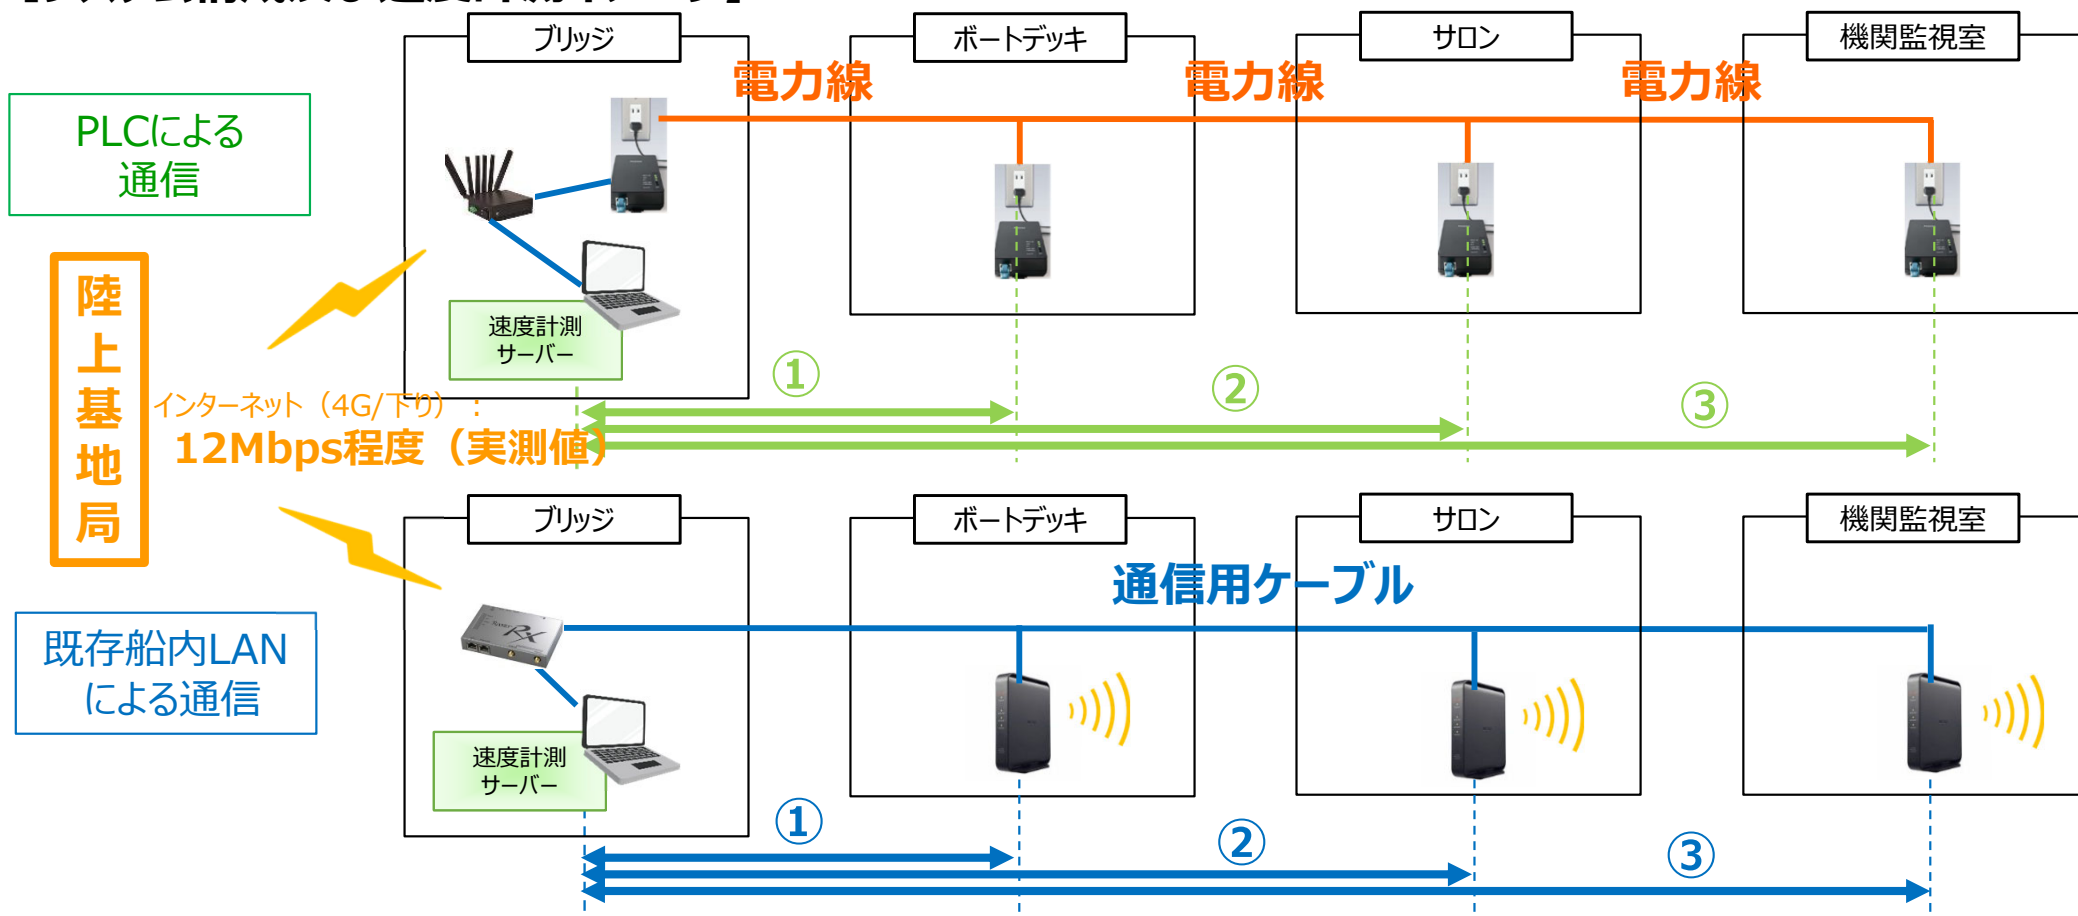 ブリッジ
ボートデッキ
サロン
機関監視室
電力線
電力線
電力線
PLCによる
通信
陸
上
基
地
局
速度計測
サーバー
①
②
③
インターネット（4G/下り）：
12Mbps程度（実測値）
ブリッジ
ボートデッキ
サロン
機関監視室
通信用ケーブル
既存船内LAN
による通信
速度計測
サーバー
①
②
③